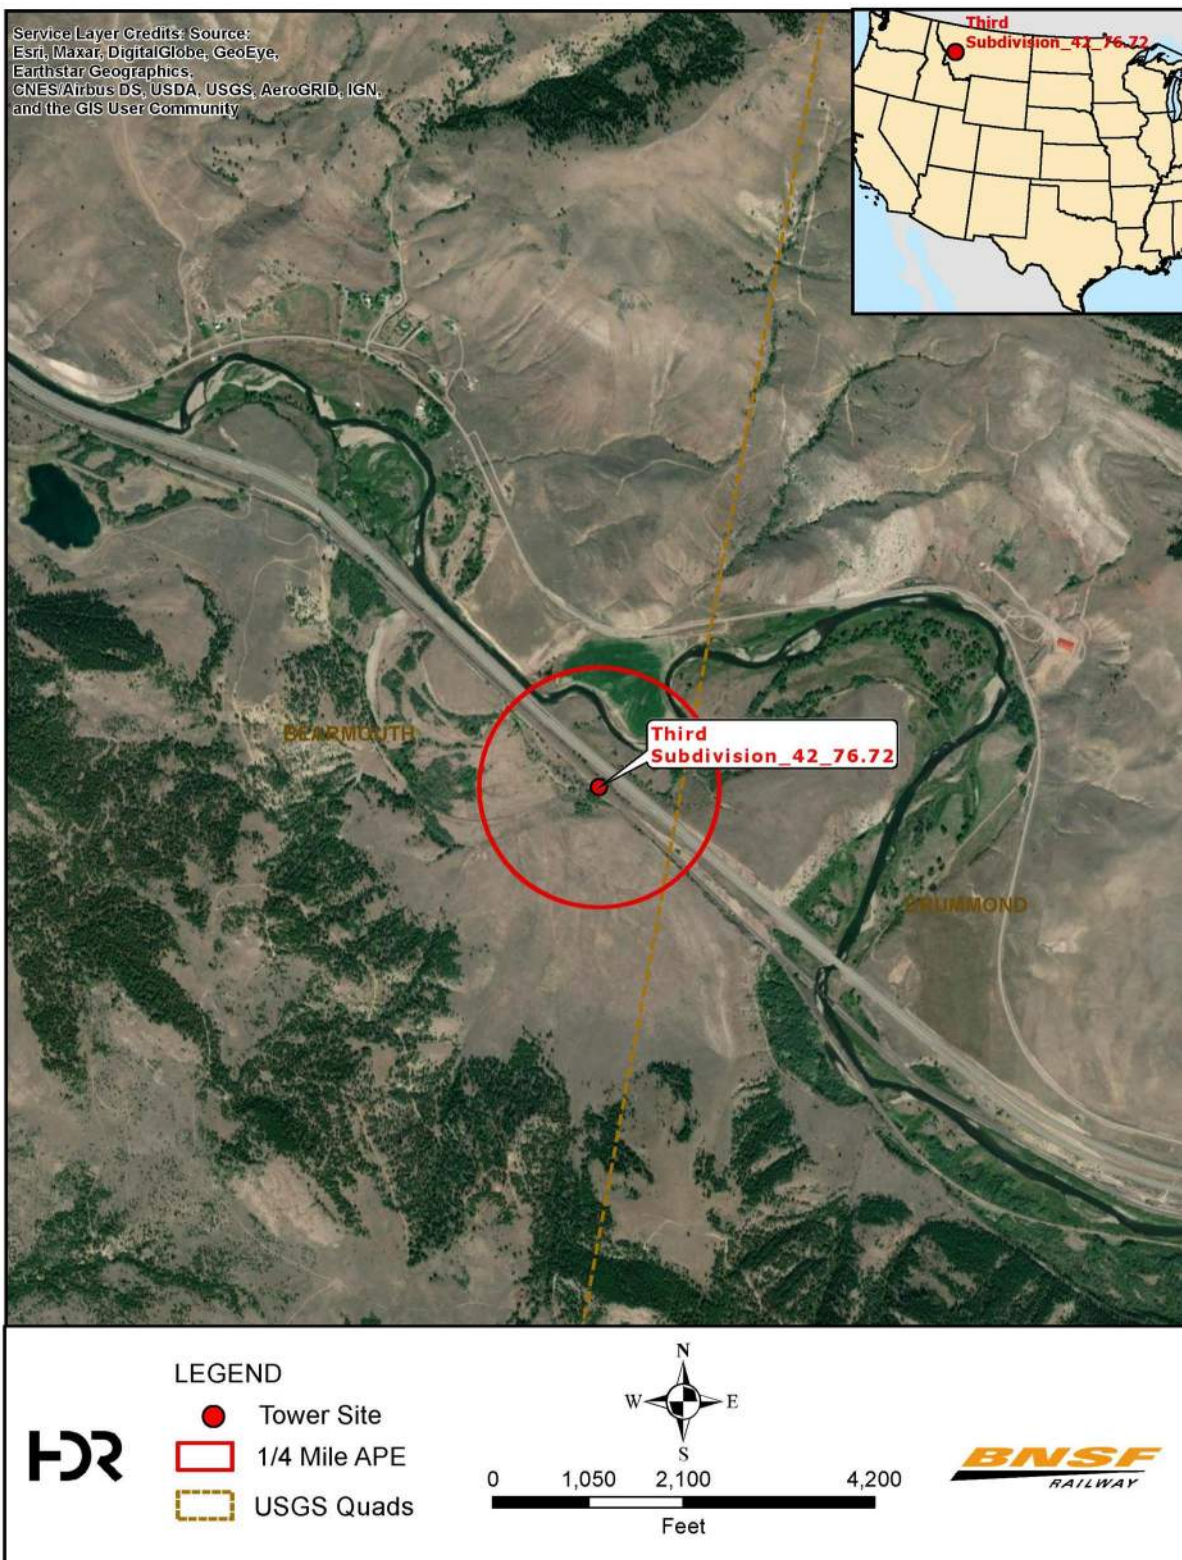 Service Layer Credits: Source:
Esri, Maxar, DigitalGlobe, GeoEye,
Earthstar Geographics,
CNES/Airbus DS, USDA, USGS, AeroGRID, IGN,
and the GIS User Community
Third
Subdivision_42_76.72
BEARMOUTH
Third
Subdivision_42_76.72
DRUMMOND
LEGEND
Tower Site
1/4 Mile APE
USGS Quads
HDR
N
W E
S
0 1,050 2,100 4,200
Feet
BNSF
RAILWAY